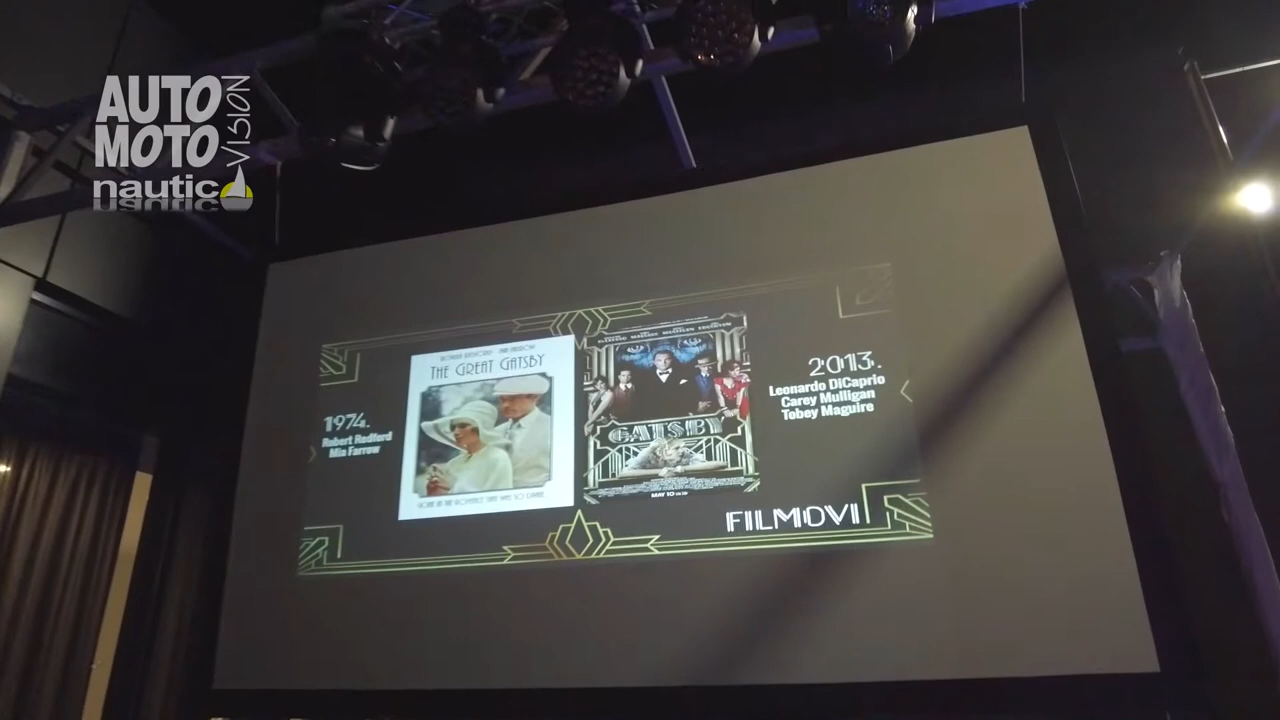 AUTO
MOTO
VISION
nautic
THE GREAT GATSBY
1974.
Robert Redford
Mia Farrow
GATSBY
MAY 10
2013.
Leonardo DiCaprio
Carey Mulligan
Tobey Maguire
FILMOVI